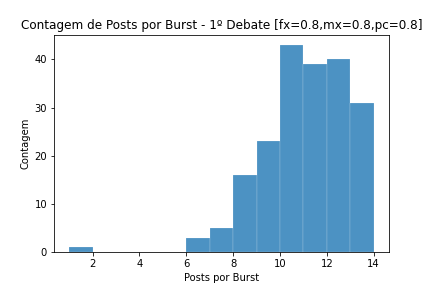 Contagem de Posts por Burst - 1º Debate [fx=0.8,mx=0.8,pc=0.8]
40
30
20
10
0
Contagem
2 4 6 8 10 12 14
Posts por Burst